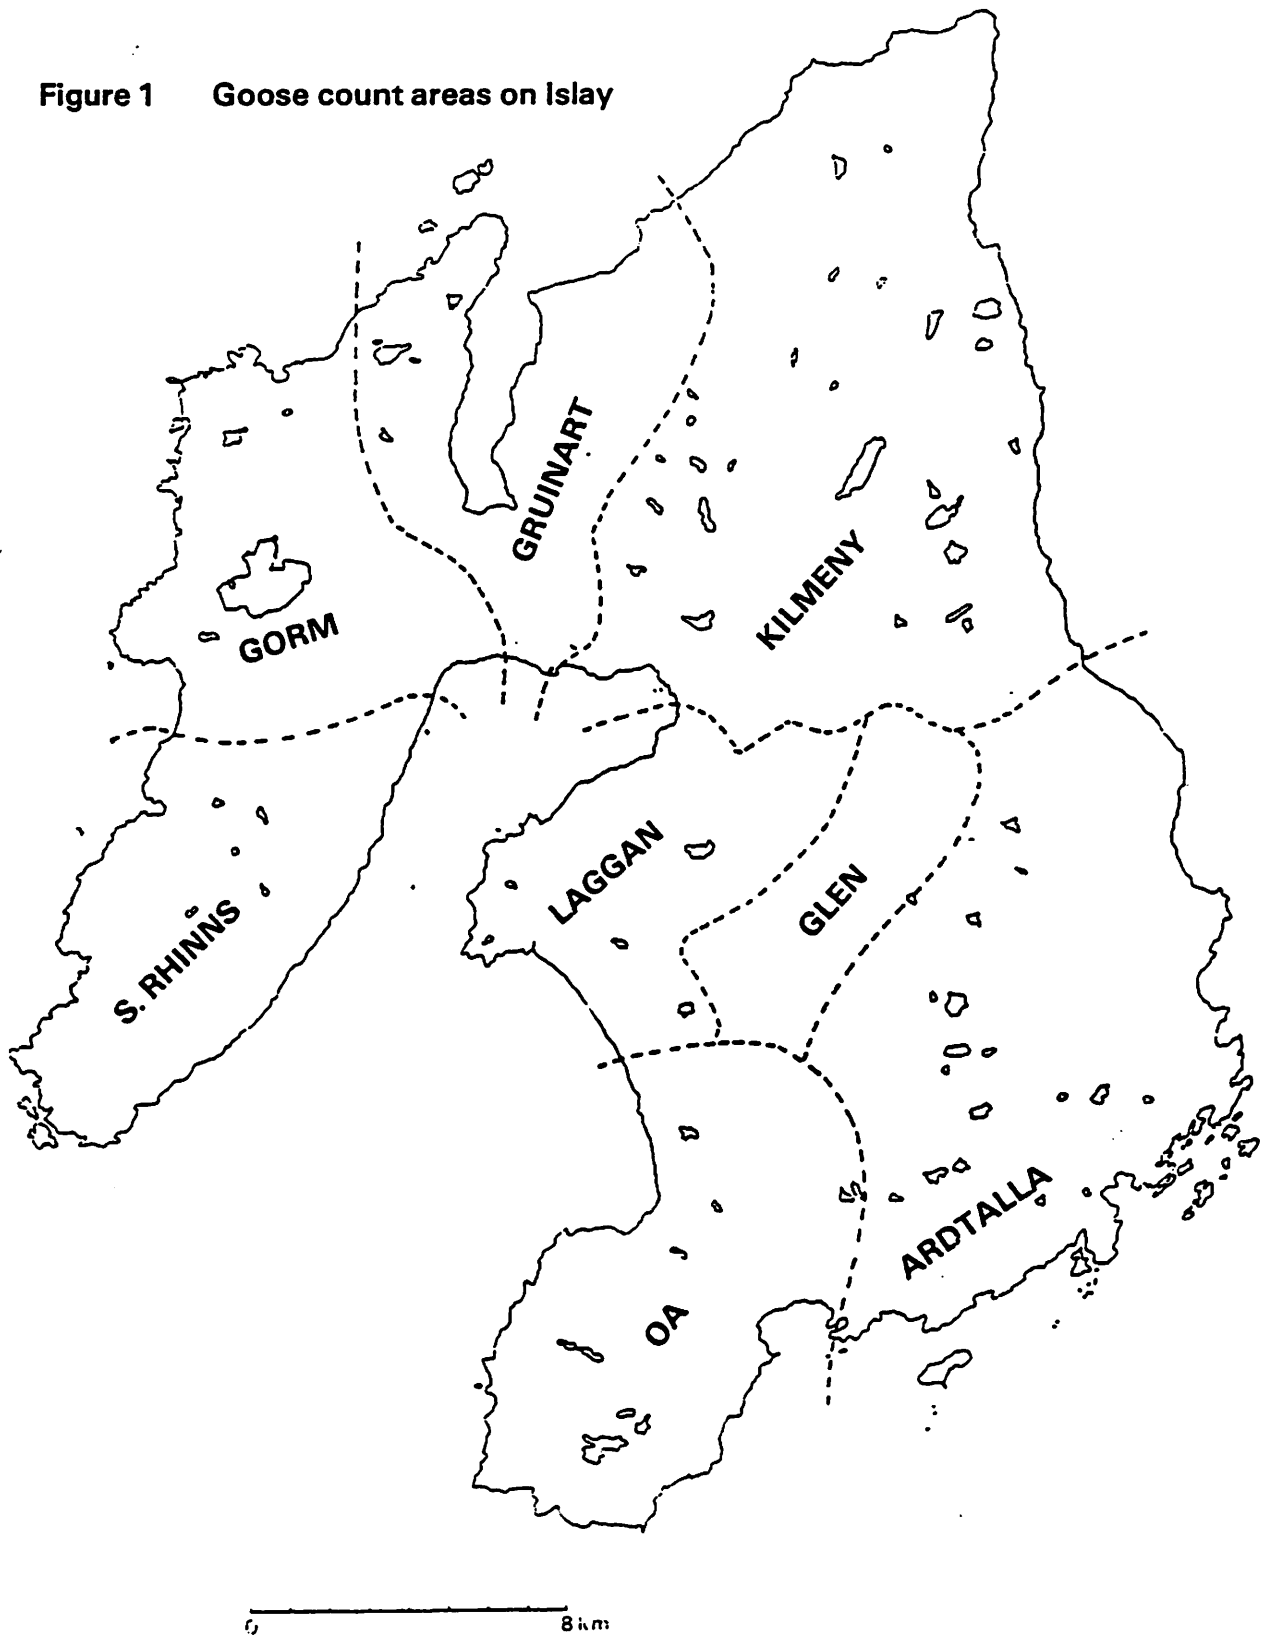 Figure 1 Goose count areas on Islay
GRUINART
KILMENY
GORM
LAGGAN
GLEN
S. RHINNS
ARDTALLA
OA
0 8 km